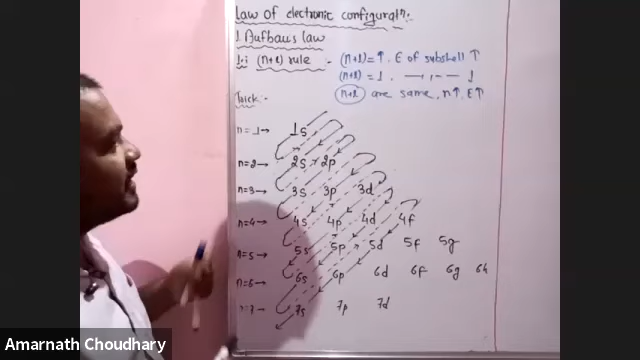 law of electronic configuratn.
1 Aufbaus law
1.1 (n+l) rule :- (n+l)=↑. E of subshell ↑
(n+l) = ↓. —— ,, —— ↓
(n+l) are same, n↑, E↑
Trick:-
n=1→ 1s
n=2→ 2s 2p
n=3→ 3s 3p 3d
n=4→ 4s 4p 4d 4f
n=5→ 5s 5p 5d 5f 5g
n=6→ 6s 6p 6d 6f 6g 6h
n=7→ 7s 7p 7d
Amarnath Choudhary